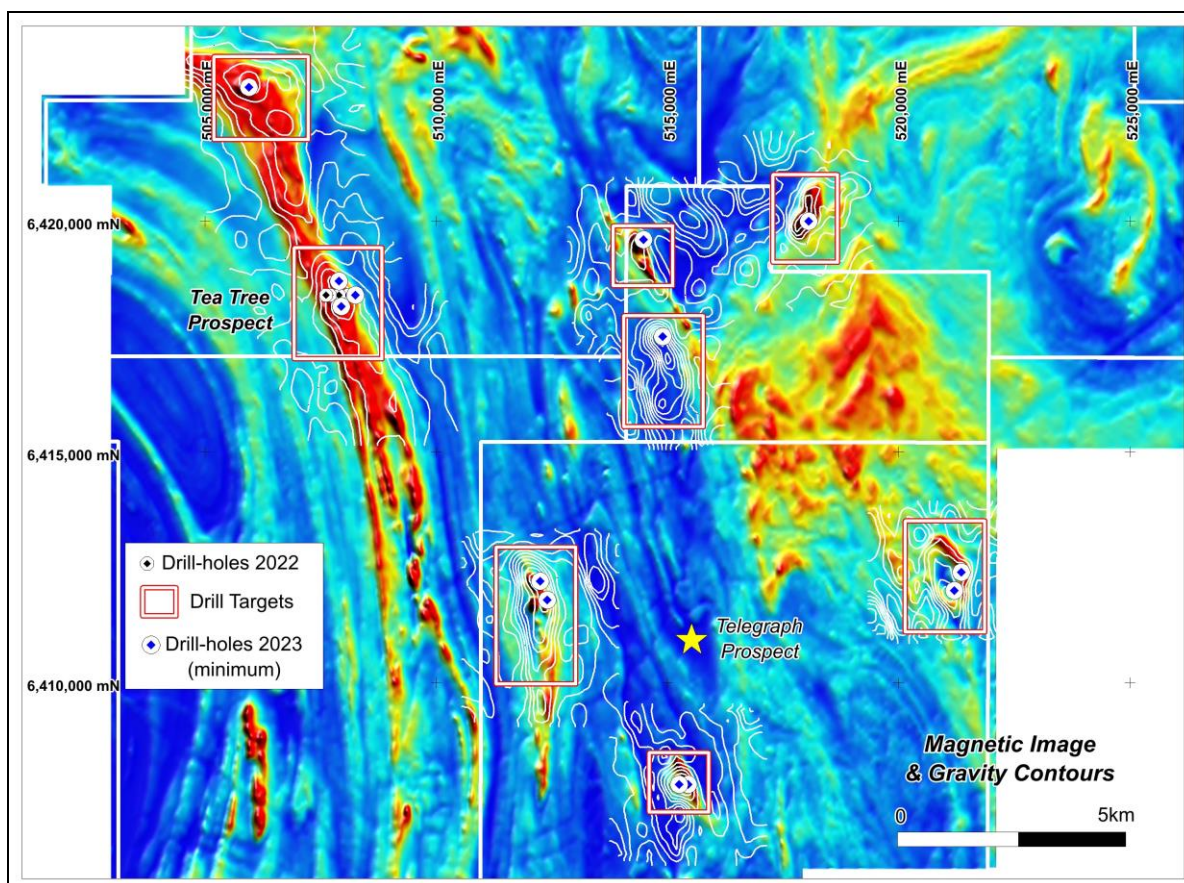 505,000 mE
510,000 mE
515,000 mE
520,000 mE
525,000 mE
6,420,000 mN
Tea Tree
Prospect
6,415,000 mN
Drill-holes 2022
Drill Targets
Drill-holes 2023
(minimum)
Telegraph
Prospect
6,410,000 mN
Magnetic Image
& Gravity Contours
0
5km